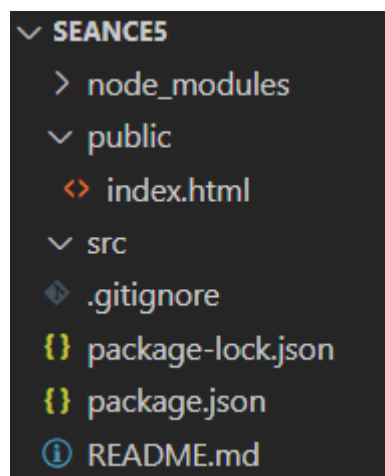 SEANCE5
node_modules
public
<> index.html
src
.gitignore
{} package-lock.json
{} package.json
README.md